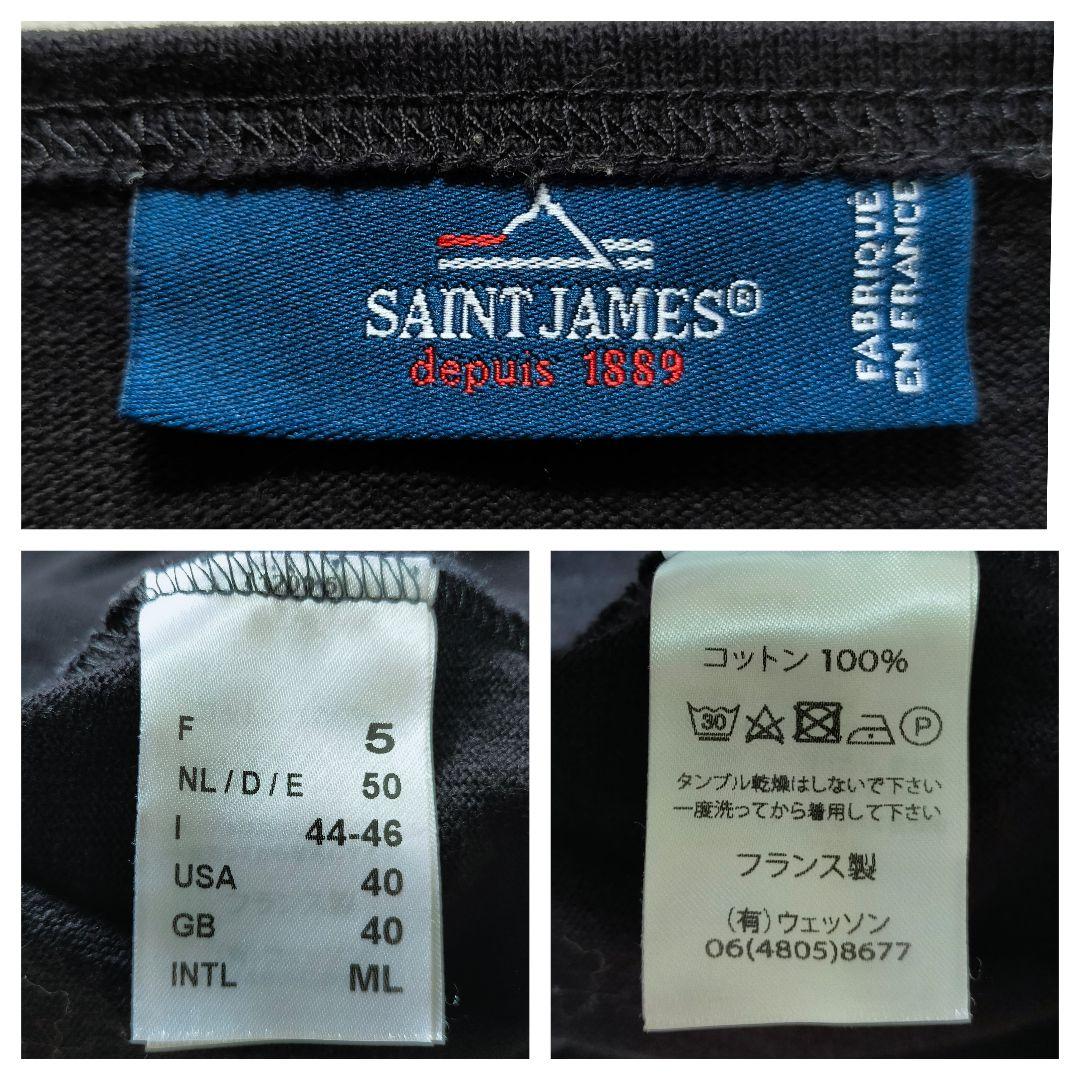 SAINT JAMES®
depuis 1889
FABRIQUÉ
EN FRANCE
F 5
NL / D / E 50
I 44-46
USA 40
GB 40
INTL ML
コットン 100%
30 P
タンブル乾燥はしないで下さい
一度洗ってから着用して下さい
フランス製
(有)ウェッソン
06(4805)8677